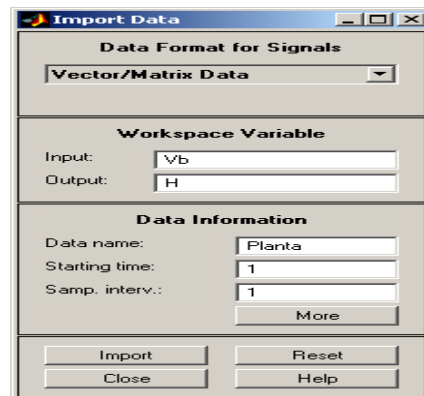 Import Data
Data Format for Signals
Vector/Matrix Data
Workspace Variable
Input: Vb
Output: H
Data Information
Data name: Planta
Starting time: 1
Samp. interv.: 1
More
Import Reset
Close Help